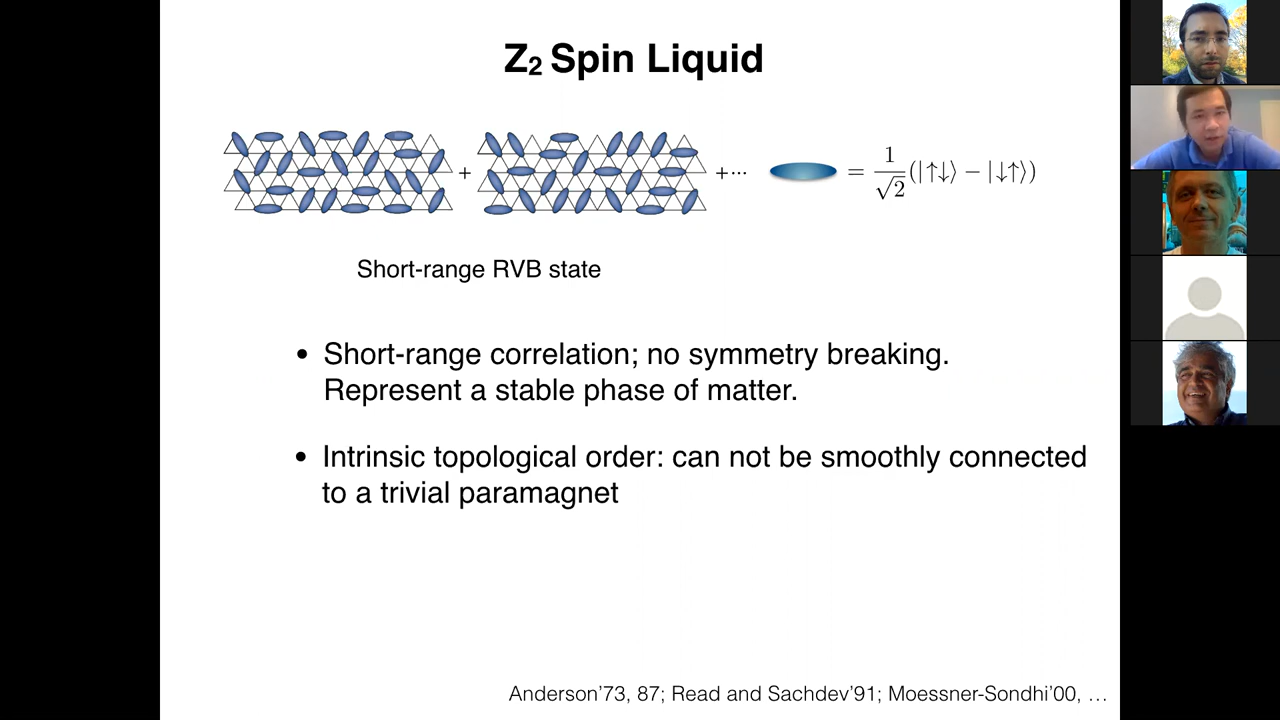 Z₂ Spin Liquid
+ +··· = 1/√2 (|↑↓⟩ − |↓↑⟩)
Short-range RVB state
• Short-range correlation; no symmetry breaking.
Represent a stable phase of matter.
• Intrinsic topological order: can not be smoothly connected
to a trivial paramagnet
Anderson'73, 87; Read and Sachdev'91; Moessner-Sondhi'00, …